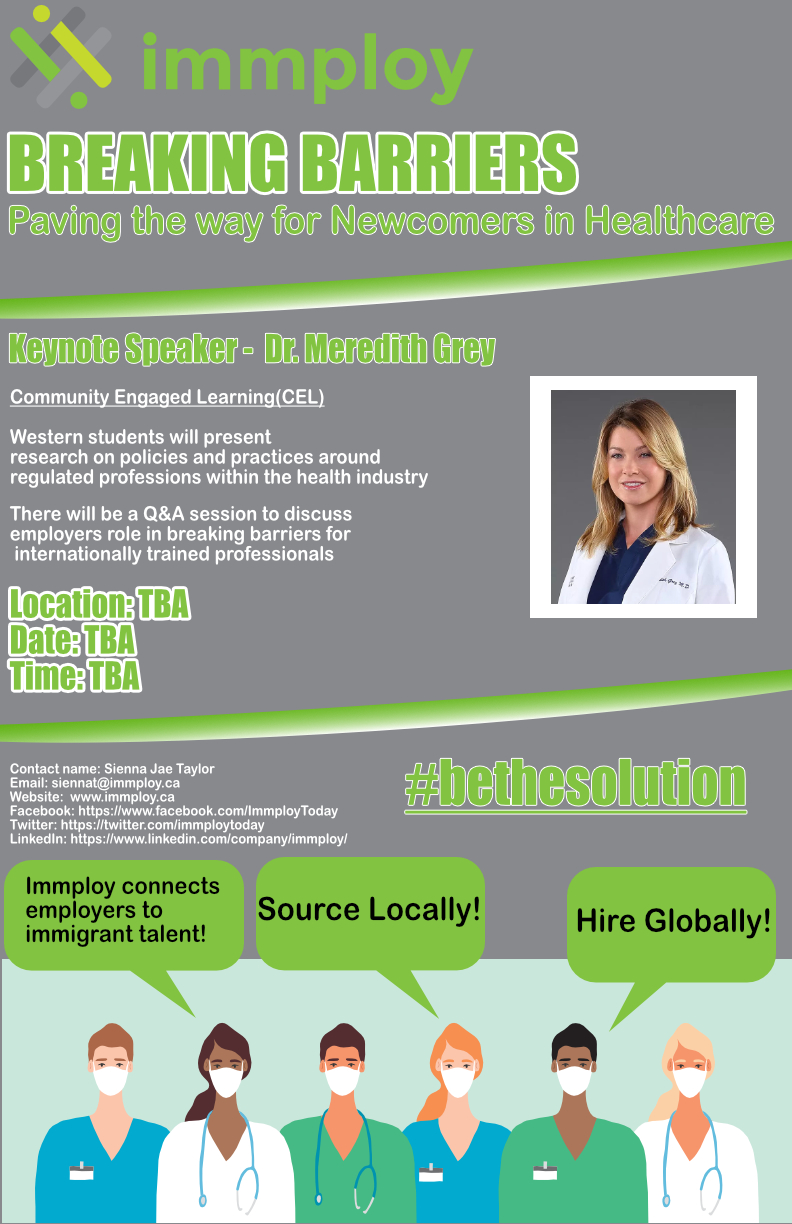 immploy
BREAKING BARRIERS
Paving the way for Newcomers in Healthcare
Keynote Speaker - Dr. Meredith Grey
Community Engaged Learning(CEL)
Western students will present
research on policies and practices around
regulated professions within the health industry
There will be a Q&A session to discuss
employers role in breaking barriers for
internationally trained professionals
Location: TBA
Date: TBA
Time: TBA
Contact name: Sienna Jae Taylor
Email: siennat@immploy.ca
Website: www.immploy.ca
Facebook: https://www.facebook.com/ImmployToday
Twitter: https://twitter.com/immploytoday
LinkedIn: https://www.linkedin.com/company/immploy/
#bethesolution
Immploy connects
employers to
immigrant talent!
Source Locally!
Hire Globally!